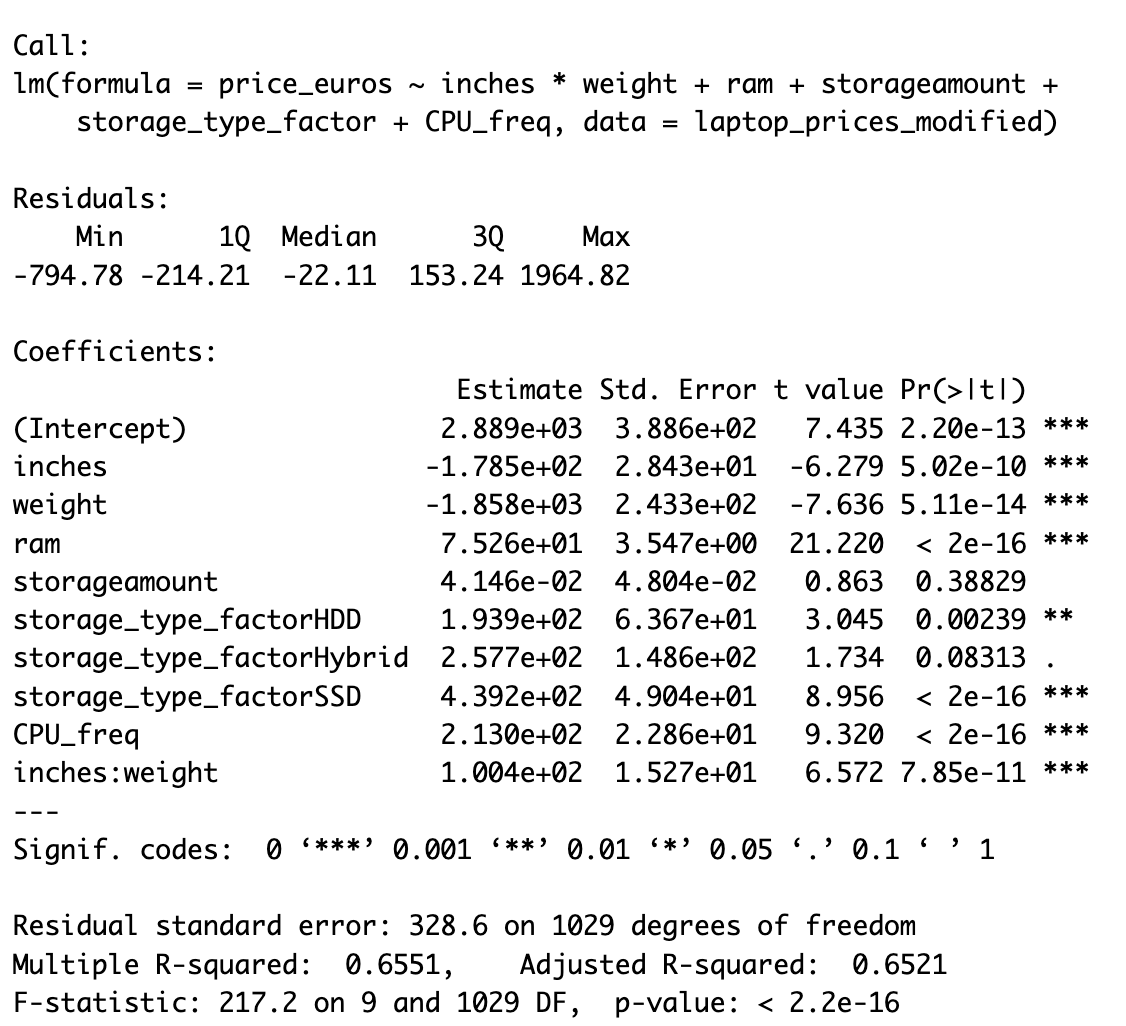 Call:
lm(formula = price_euros ~ inches * weight + ram + storageamount +
    storage_type_factor + CPU_freq, data = laptop_prices_modified)

Residuals:
    Min      1Q  Median      3Q     Max
-794.78 -214.21  -22.11  153.24 1964.82

Coefficients:
                            Estimate Std. Error t value Pr(>|t|)
(Intercept)                2.889e+03  3.886e+02   7.435 2.20e-13 ***
inches                    -1.785e+02  2.843e+01  -6.279 5.02e-10 ***
weight                    -1.858e+03  2.433e+02  -7.636 5.11e-14 ***
ram                        7.526e+01  3.547e+00  21.220  < 2e-16 ***
storageamount              4.146e-02  4.804e-02   0.863  0.38829
storage_type_factorHDD     1.939e+02  6.367e+01   3.045  0.00239 **
storage_type_factorHybrid  2.577e+02  1.486e+02   1.734  0.08313 .
storage_type_factorSSD     4.392e+02  4.904e+01   8.956  < 2e-16 ***
CPU_freq                   2.130e+02  2.286e+01   9.320  < 2e-16 ***
inches:weight              1.004e+02  1.527e+01   6.572 7.85e-11 ***
---
Signif. codes:  0 ‘***’ 0.001 ‘**’ 0.01 ‘*’ 0.05 ‘.’ 0.1 ‘ ’ 1

Residual standard error: 328.6 on 1029 degrees of freedom
Multiple R-squared:  0.6551,    Adjusted R-squared:  0.6521
F-statistic: 217.2 on 9 and 1029 DF,  p-value: < 2.2e-16